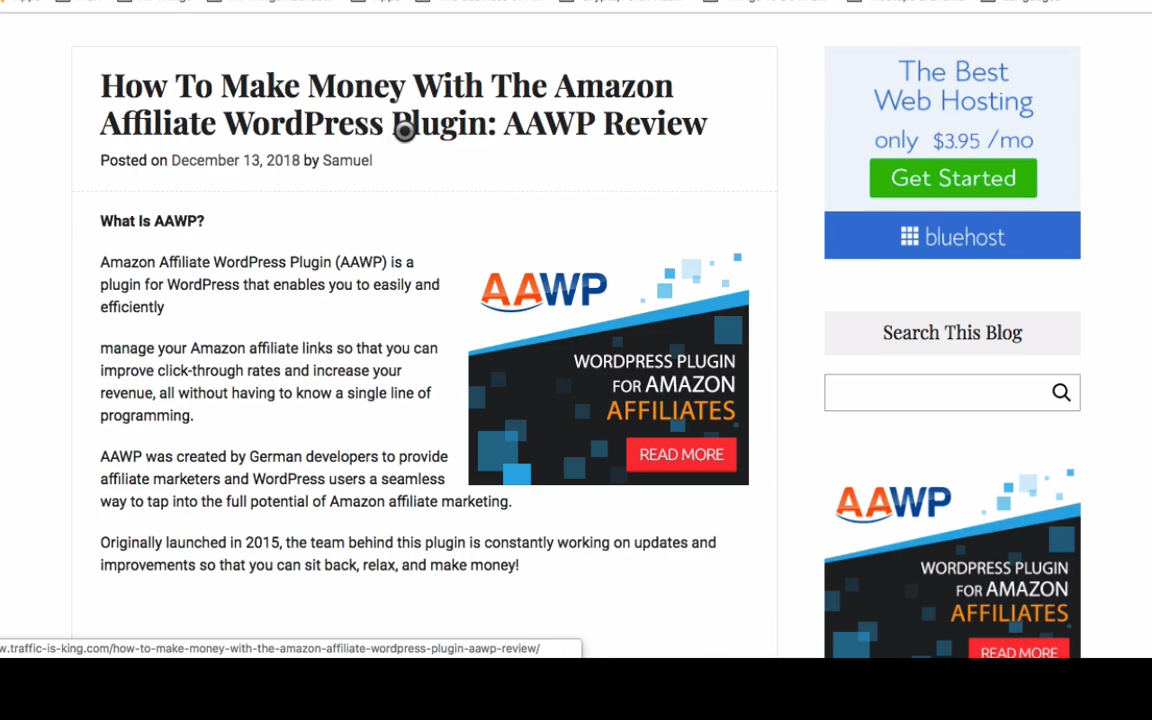 How To Make Money With The Amazon
Affiliate WordPress Plugin: AAWP Review
Posted on December 13, 2018 by Samuel
What Is AAWP?
Amazon Affiliate WordPress Plugin (AAWP) is a
plugin for WordPress that enables you to easily and
efficiently
manage your Amazon affiliate links so that you can
improve click-through rates and increase your
revenue, all without having to know a single line of
programming.
AAWP was created by German developers to provide
affiliate marketers and WordPress users a seamless
way to tap into the full potential of Amazon affiliate marketing.
Originally launched in 2015, the team behind this plugin is constantly working on updates and
improvements so that you can sit back, relax, and make money!
AAWP
WORDPRESS PLUGIN
FOR AMAZON
AFFILIATES
READ MORE
The Best
Web Hosting
only $3.95 /mo
Get Started
bluehost
Search This Blog
AAWP
WORDPRESS PLUGIN
FOR AMAZON
AFFILIATES
READ MORE
w.traffic-is-king.com/how-to-make-money-with-the-amazon-affiliate-wordpress-plugin-aawp-review/